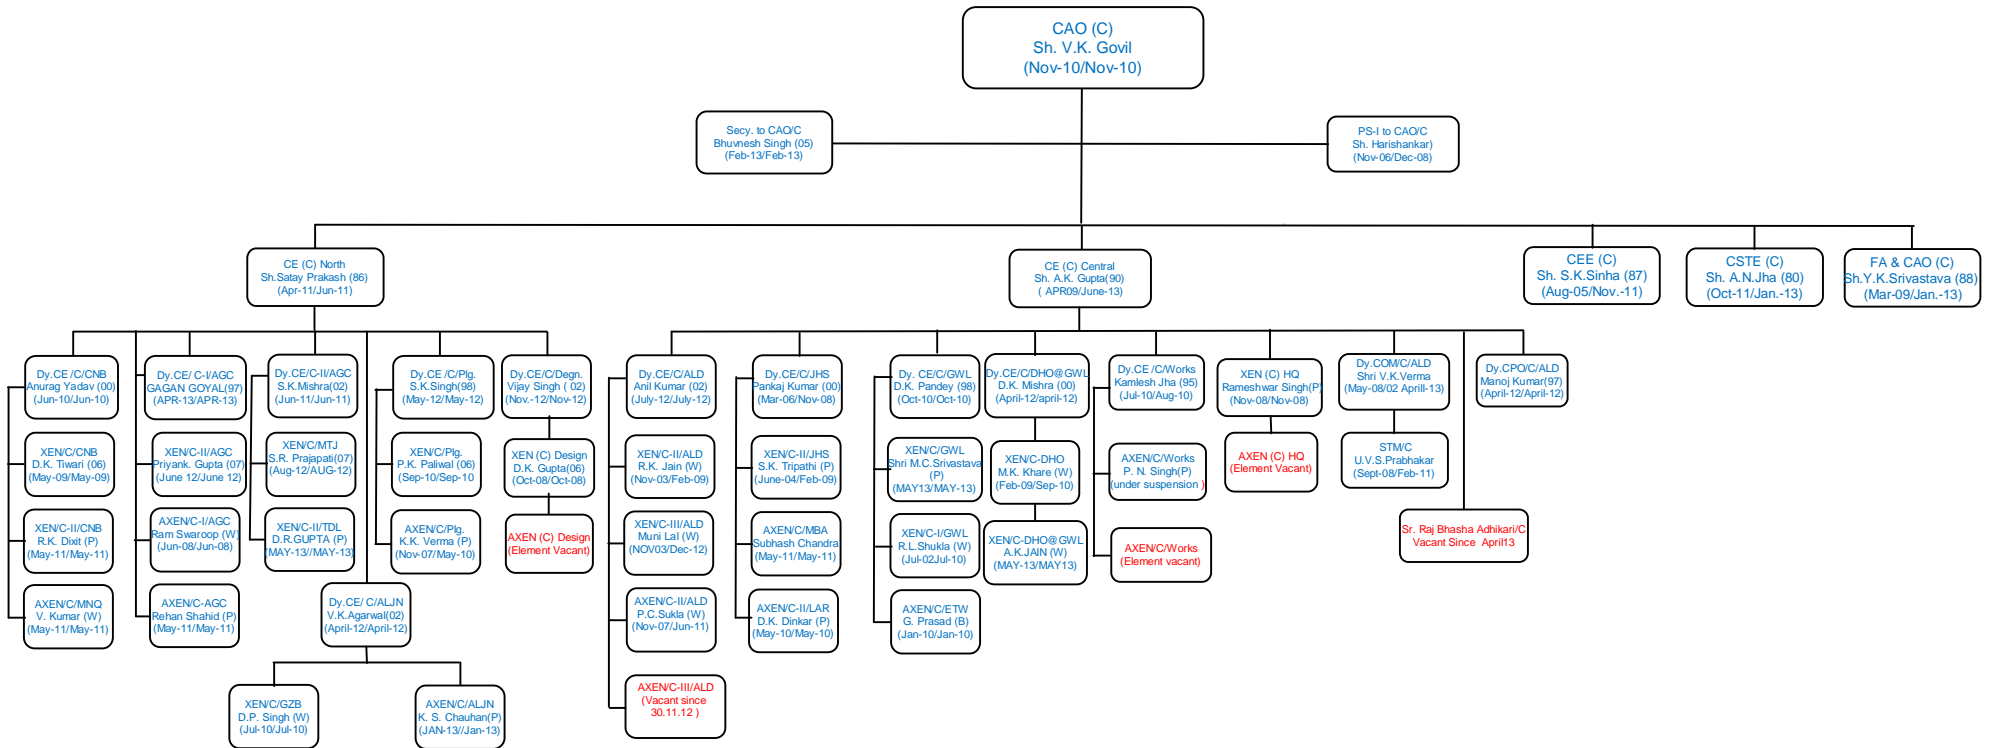 CAO (C)
Sh. V.K. Govil
(Nov-10/Nov-10)
Secy. to CAO/C
Bhuvnesh Singh (05)
(Feb-13/Feb-13)
PS-I to CAO/C
Sh. Harishankar)
(Nov-06/Dec-08)
CE (C) North
Sh.Satay Prakash (86)
(Apr-11/Jun-11)
CE (C) Central
Sh. A.K. Gupta(90)
( APR09/June-13)
CEE (C)
Sh. S.K.Sinha (87)
(Aug-05/Nov.-11)
CSTE (C)
Sh. A.N.Jha (80)
(Oct-11/Jan.-13)
FA & CAO (C)
Sh.Y.K.Srivastava (88)
(Mar-09/Jan.-13)
Dy.CE /C/CNB
Anurag Yadav (00)
(Jun-10/Jun-10)
Dy.CE/ C-I/AGC
GAGAN GOYAL(97)
(APR-13/APR-13)
Dy.CE/C-II/AGC
S.K.Mishra(02)
(Jun-11/Jun-11)
Dy.CE /C/Plg.
S.K.Singh(98)
(May-12/May-12)
Dy.CE/C/Degn.
Vijay Singh ( 02)
(Nov.-12/Nov-12)
Dy.CE/C/ALD
Anil Kumar (02)
(July-12/July-12)
Dy.CE/C/JHS
Pankaj Kumar (00)
(Mar-06/Nov-08)
Dy. CE/C/GWL
D.K. Pandey (98)
(Oct-10/Oct-10)
Dy.CE/C/DHO@GWL
D.K. Mishra (00)
(April-12/april-12)
Dy.CE /C/Works
Kamlesh Jha (95)
(Jul-10/Aug-10)
XEN (C) HQ
Rameshwar Singh(P)
(Nov-08/Nov-08)
Dy.COM/C/ALD
Shri V.K.Verma
(May-08/02 Aprill-13)
Dy.CPO/C/ALD
Manoj Kumar(97)
(April-12/April-12)
XEN/C/CNB
D.K. Tiwari (06)
(May-09/May-09)
XEN/C-II/AGC
Priyank. Gupta (07)
(June 12/June 12)
XEN/C/MTJ
S.R. Prajapati(07)
(Aug-12/AUG-12)
XEN/C/Plg.
P.K. Paliwal (06)
(Sep-10/Sep-10
XEN (C) Design
D.K. Gupta(06)
(Oct-08/Oct-08)
XEN/C-II/ALD
R.K. Jain (W)
(Nov-03/Feb-09)
XEN/C-II/JHS
S.K. Tripathi (P)
(June-04/Feb-09)
XEN/C/GWL
Shri M.C.Srivastava
(P)
(MAY13/MAY-13)
XEN/C-DHO
M.K. Khare (W)
(Feb-09/Sep-10)
AXEN/C/Works
P. N. Singh(P)
(under suspension )
AXEN (C) HQ
(Element Vacant)
STM/C
U.V.S.Prabhakar
(Sept-08/Feb-11)
XEN/C-II/CNB
R.K. Dixit (P)
(May-11/May-11)
AXEN/C-I/AGC
Ram Swaroop (W)
(Jun-08/Jun-08)
XEN/C-II/TDL
D.R.GUPTA (P)
(MAY-13//MAY-13)
AXEN/C/Plg.
K.K. Verma (P)
(Nov-07/May-10)
AXEN (C) Design
(Element Vacant)
XEN/C-III/ALD
Muni Lal (W)
(NOV03/Dec-12)
AXEN/C/MBA
Subhash Chandra
(May-11/May-11)
XEN/C-I/GWL
R.L.Shukla (W)
(Jul-02Jul-10)
XEN/C-DHO@GWL
A.K.JAIN (W)
(MAY-13/MAY13)
AXEN/C/Works
(Element vacant)
Sr. Raj Bhasha Adhikari/C
Vacant Since April13
AXEN/C/MNQ
V. Kumar (W)
(May-11/May-11)
AXEN/C-AGC
Rehan Shahid (P)
(May-11/May-11)
Dy.CE/ C/ALJN
V.K.Agarwal(02)
(April-12/April-12)
AXEN/C-II/ALD
P.C.Sukla (W)
(Nov-07/Jun-11)
AXEN/C-II/LAR
D.K. Dinkar (P)
(May-10/May-10)
AXEN/C/ETW
G. Prasad (B)
(Jan-10/Jan-10)
XEN/C/GZB
D.P. Singh (W)
(Jul-10/Jul-10)
AXEN/C/ALJN
K. S. Chauhan(P)
(JAN-13//Jan-13)
AXEN/C-III/ALD
(Vacant since
30.11.12 )